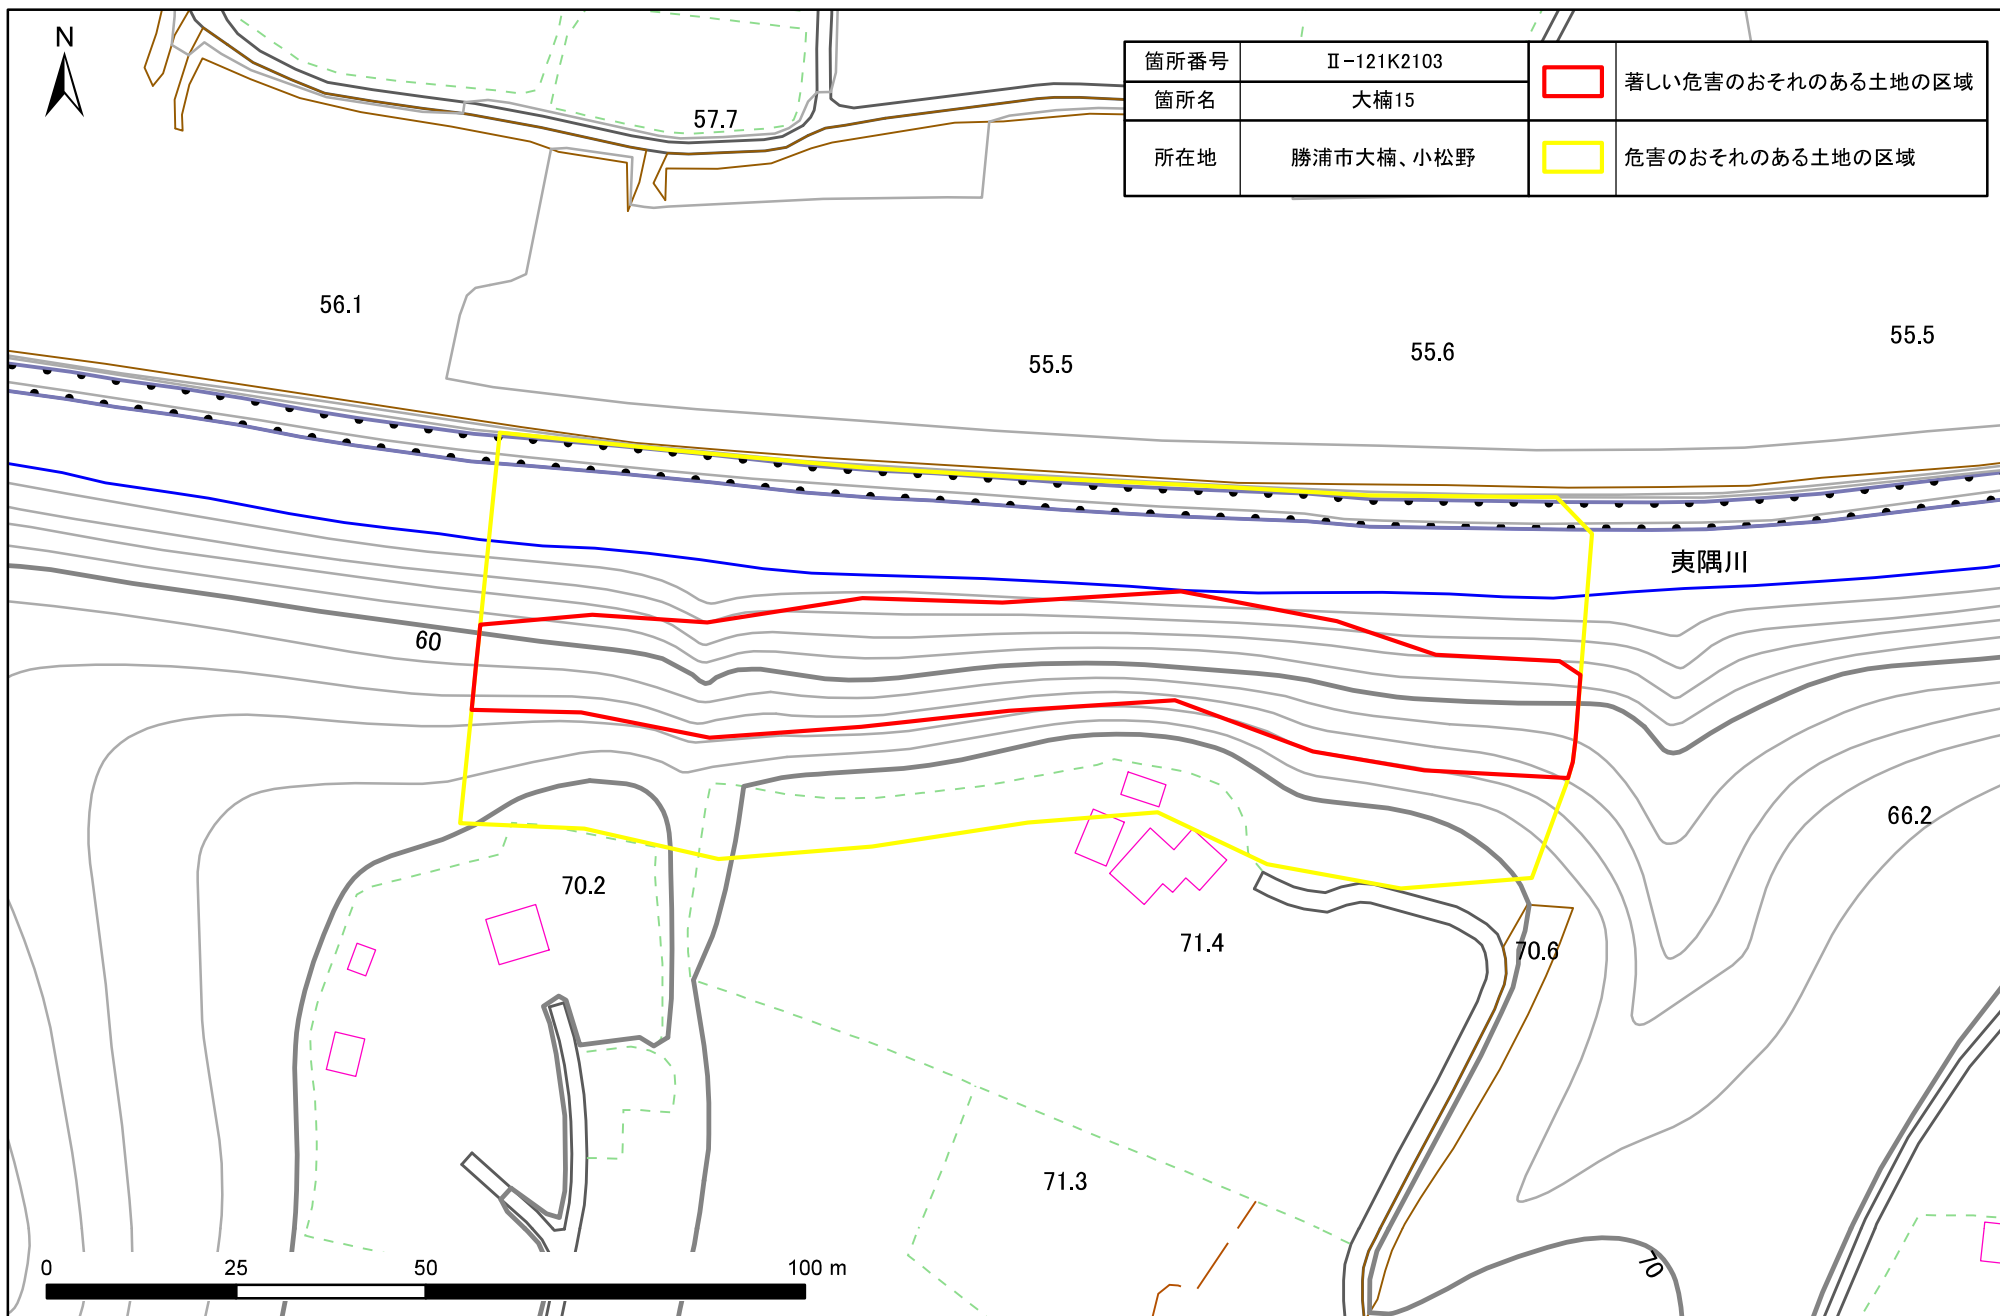 N
箇所番号 Ⅱ-121K2103
箇所名 大楠15
所在地 勝浦市大楠、小松野
著しい危害のおそれのある土地の区域
危害のおそれのある土地の区域
57.7
56.1
55.5
55.6
55.5
夷隅川
60
66.2
70.2
71.4
70.6
71.3
70
0 25 50 100 m